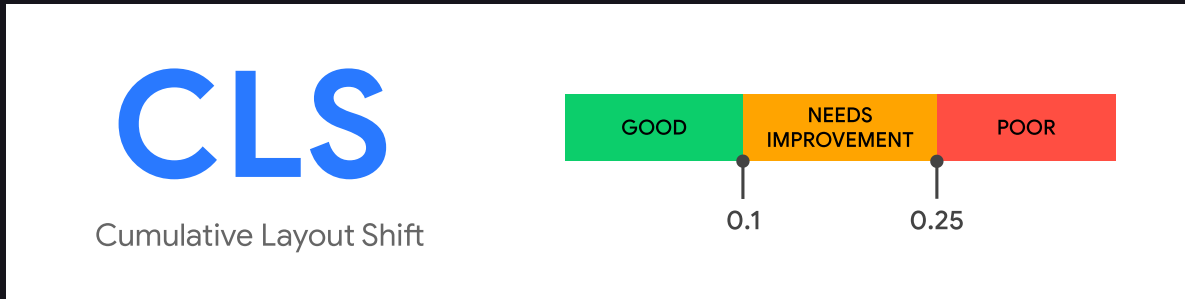 CLS
Cumulative Layout Shift
GOOD
NEEDS
IMPROVEMENT
POOR
0.1
0.25